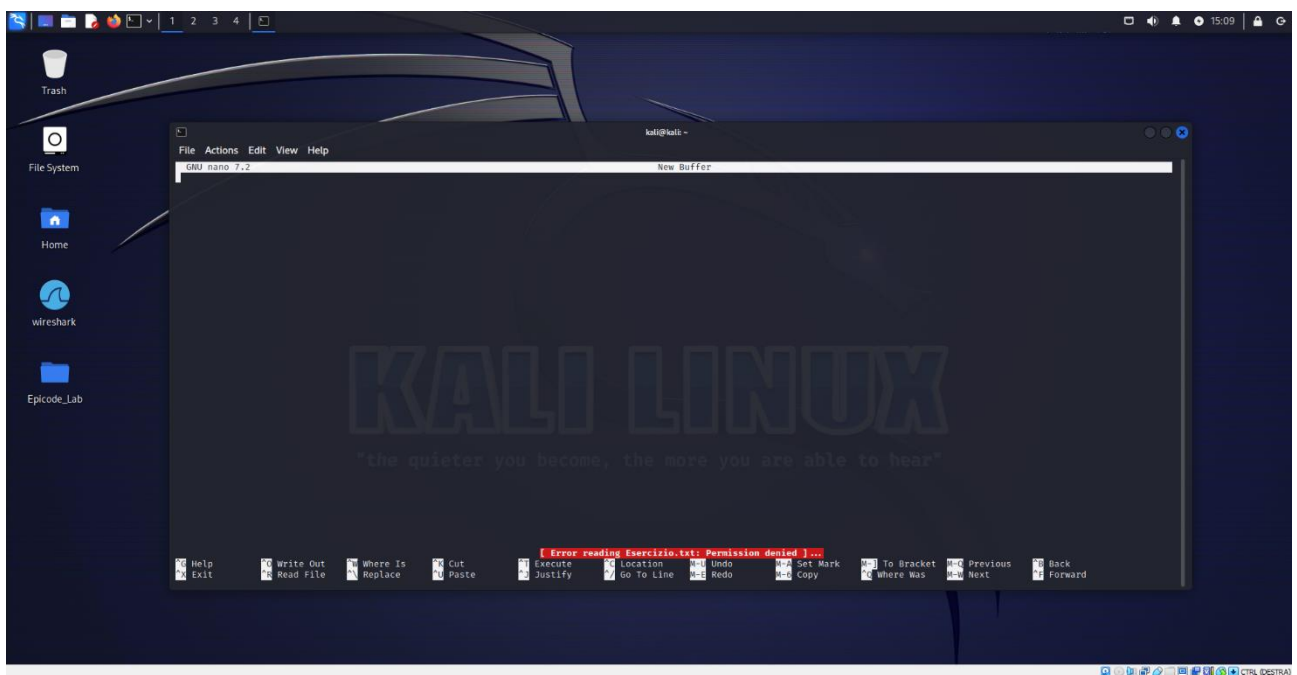 1 2 3 4 15:09
Trash
File System
Home
wireshark
Epicode_Lab
kali@kali: ~
File Actions Edit View Help
GNU nano 7.2 New Buffer
KALI LINUX
"the quieter you become, the more you are able to hear"
[ Error reading Esercizio.txt: Permission denied ]...
^G Help ^O Write Out ^W Where Is ^K Cut ^T Execute ^C Location M-U Undo M-A Set Mark M-] To Bracket M-Q Previous ^B Back
^X Exit ^R Read File ^\ Replace ^U Paste ^J Justify ^/ Go To Line M-E Redo M-6 Copy ^Q Where Was M-W Next ^F Forward
CTRL (DESTRA)